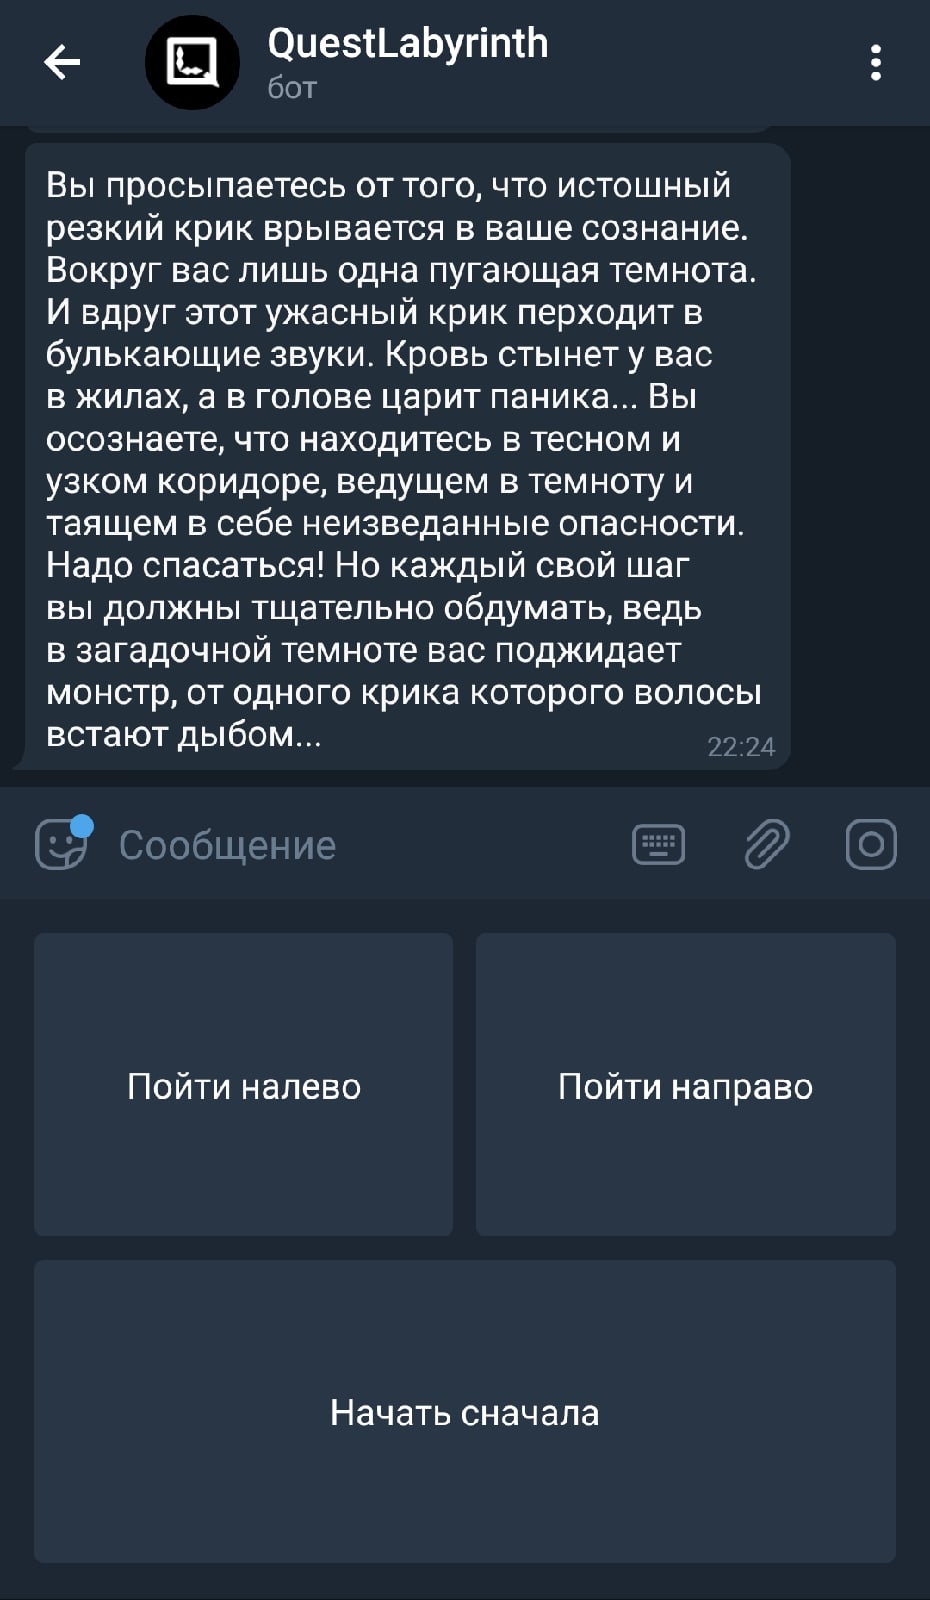 QuestLabyrinth
бот
Вы просыпаетесь от того, что истошный
резкий крик врывается в ваше сознание.
Вокруг вас лишь одна пугающая темнота.
И вдруг этот ужасный крик перходит в
булькающие звуки. Кровь стынет у вас
в жилах, а в голове царит паника... Вы
осознаете, что находитесь в тесном и
узком коридоре, ведущем в темноту и
таящем в себе неизведанные опасности.
Надо спасаться! Но каждый свой шаг
вы должны тщательно обдумать, ведь
в загадочной темноте вас поджидает
монстр, от одного крика которого волосы
встают дыбом...
22:24
Сообщение
Пойти налево
Пойти направо
Начать сначала